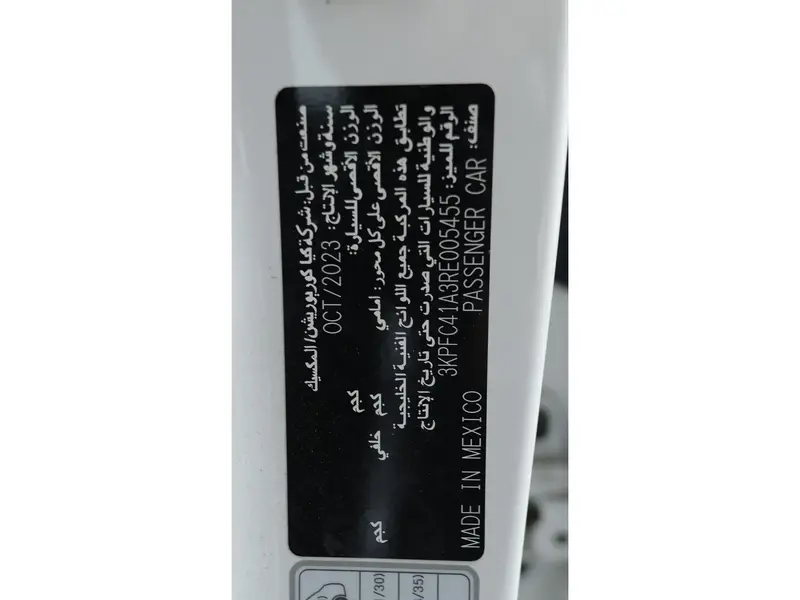 صنعت من قبل: شركة كيا كوربوريشن/ المكسيك
سنة وشهر الإنتاج: OCT/2023
الوزن الأقصى للسيارة: كجم
الوزن الأقصى على كل محور: امامي كجم خلفي كجم
تطابق هذه المركبة جميع اللوائح الفنية الخليجية
والوطنية للسيارات التي صدرت حتى تاريخ الإنتاج
الرقم المميز: 3KPFC41A3RE005455
صنف: PASSENGER CAR MADE IN MEXICO
/30)
/35)